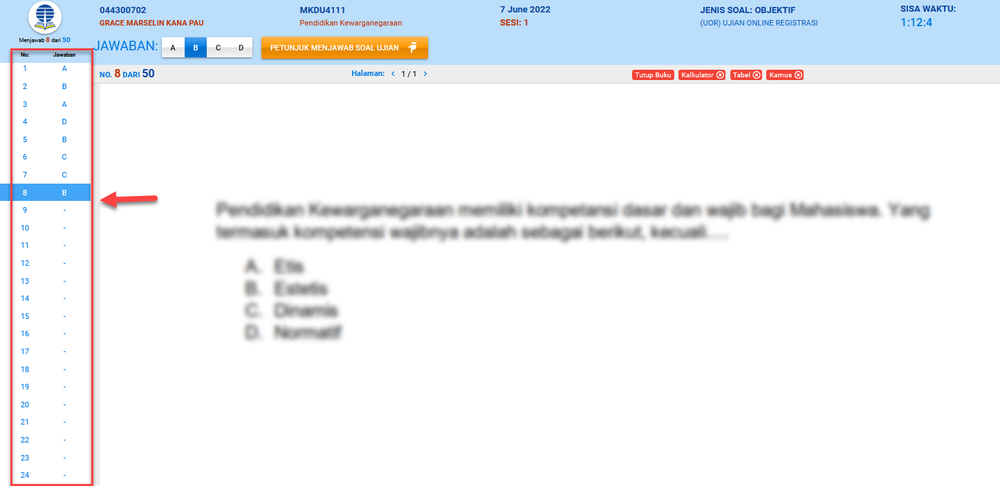 044300702
GRACE MARSELIN KANA PAU
MKDU4111
Pendidikan Kewarganegaraan
7 June 2022
SESI: 1
JENIS SOAL: OBJEKTIF
(UOR) UJIAN ONLINE REGISTRASI
SISA WAKTU:
1:12:4
Menjawab 8 dari 50
JAWABAN: A B C D
PETUNJUK MENJAWAB SOAL UJIAN
No: Jawaban
NO. 8 DARI 50
Halaman: < 1 / 1 >
Tutup Buku Kalkulator Tabel Kamus
1 A
2 B
3 A
4 D
5 B
6 C
7 C
8 B
9 -
10 -
11 -
12 -
13 -
14 -
15 -
16 -
17 -
18 -
19 -
20 -
21 -
22 -
23 -
24 -
Pendidikan Kewarganegaraan memiliki kompetansi dasar dan wajib bagi Mahasiswa. Yang
termasuk kompetensi wajibnya adalah sebagai berikut, kecuali....
A. Etis
B. Estetis
C. Dinamis
D. Normatif